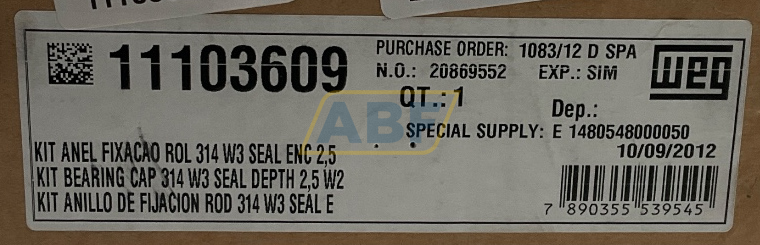 11103609
PURCHASE ORDER: 1083/12 D SPA
N.O.: 20869552 EXP.: SIM
WEG
QT.: 1
Dep.:
ABF
SPECIAL SUPPLY: E 1480548000050
10/09/2012
KIT ANEL FIXACAO ROL 314 W3 SEAL ENC 2,5
KIT BEARING CAP 314 W3 SEAL DEPTH 2,5 W2
KIT ANILLO DE FIJACION ROD 314 W3 SEAL E
7 890355 539545